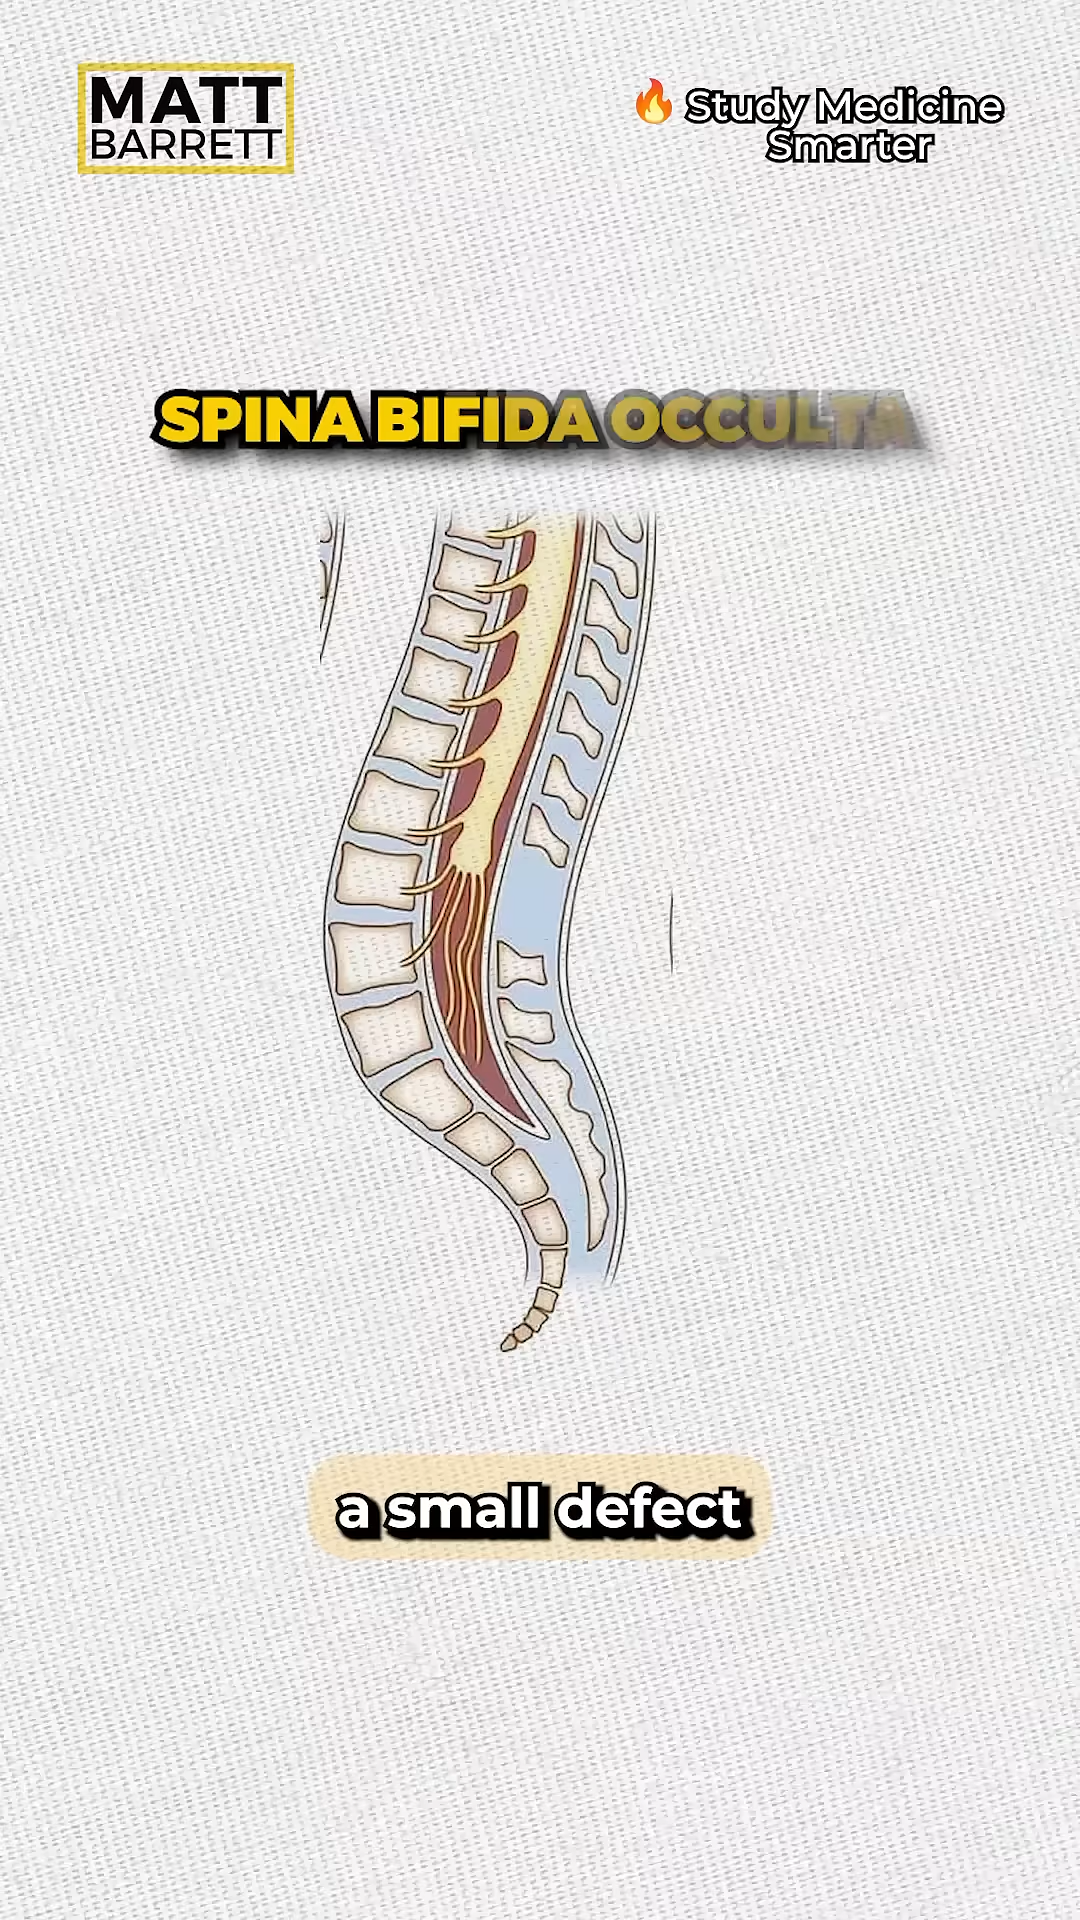 MATT
BARRETT
🔥 Study Medicine
Smarter
SPINA BIFIDA OCCULTA
a small defect